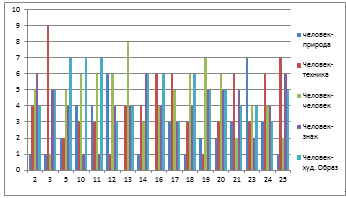 10
9
8
7
6
5
4
3
2
1
0
2 3 5 10 11 12 13 14 16 17 18 19 20 21 23 24 25
Человек-
природа
Человек-
техника
Человек-
человек
Человек-
знак
Человек-
худ. Образ